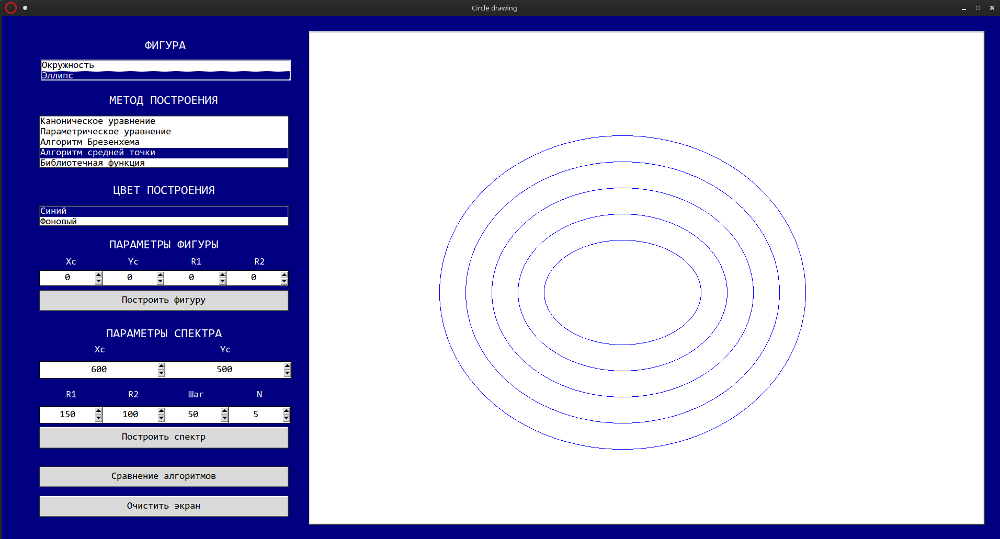 Circle drawing
ФИГУРА
Окружность
Эллипс
МЕТОД ПОСТРОЕНИЯ
Каноническое уравнение
Параметрическое уравнение
Алгоритм Брезенхема
Алгоритм средней точки
Библиотечная функция
ЦВЕТ ПОСТРОЕНИЯ
Синий
Фоновый
ПАРАМЕТРЫ ФИГУРЫ
Xc Yc R1 R2
0 0 0 0
Построить фигуру
ПАРАМЕТРЫ СПЕКТРА
Xc Yc
600 500
R1 R2 Шаг N
150 100 50 5
Построить спектр
Сравнение алгоритмов
Очистить экран